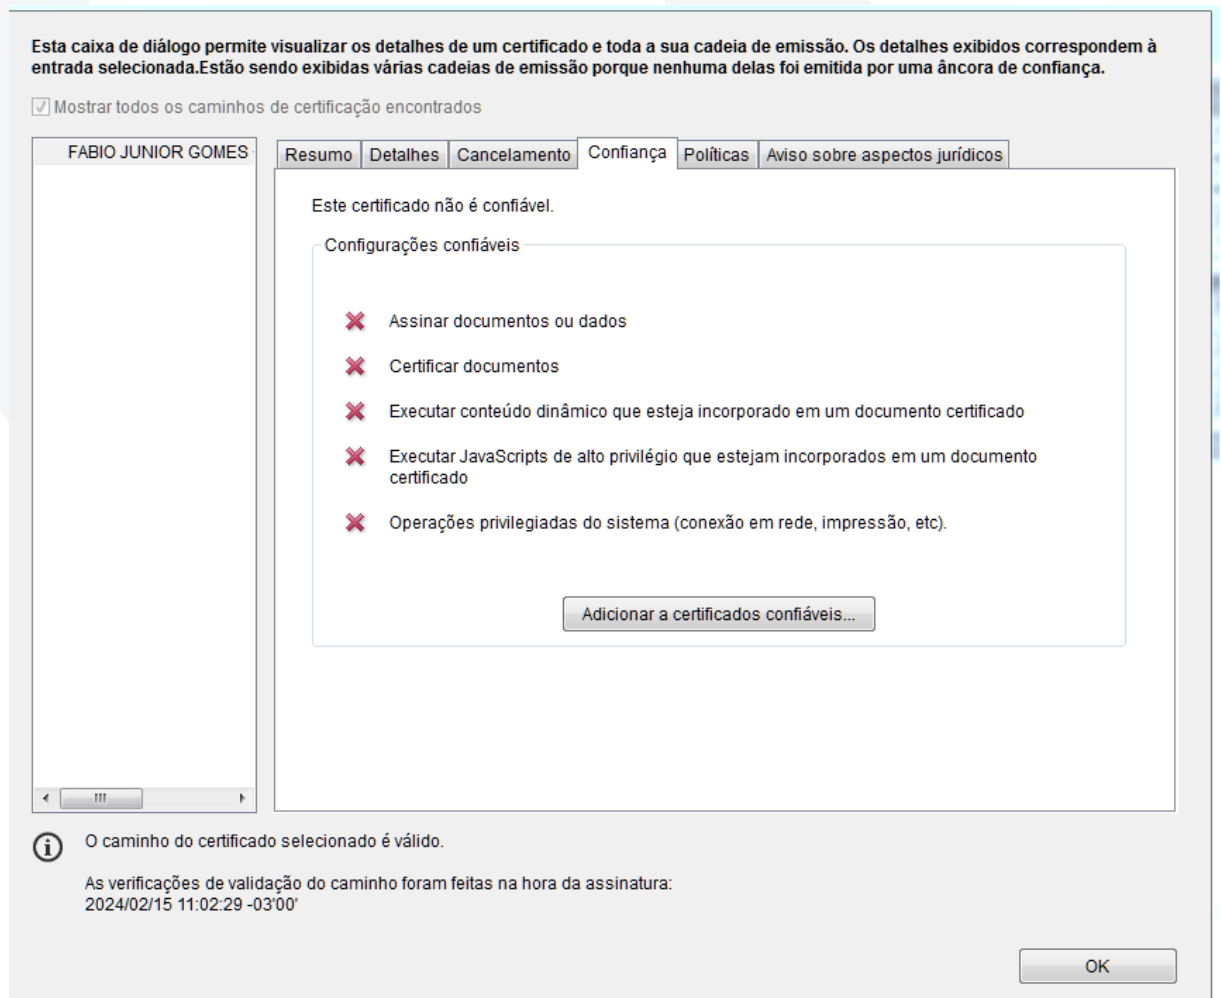 Esta caixa de diálogo permite visualizar os detalhes de um certificado e toda a sua cadeia de emissão. Os detalhes exibidos correspondem à
entrada selecionada.Estão sendo exibidas várias cadeias de emissão porque nenhuma delas foi emitida por uma âncora de confiança.
Mostrar todos os caminhos de certificação encontrados
FABIO JUNIOR GOMES
Resumo Detalhes Cancelamento Confiança Políticas Aviso sobre aspectos jurídicos
Este certificado não é confiável.
Configurações confiáveis
Assinar documentos ou dados
Certificar documentos
Executar conteúdo dinâmico que esteja incorporado em um documento certificado
Executar JavaScripts de alto privilégio que estejam incorporados em um documento
certificado
Operações privilegiadas do sistema (conexão em rede, impressão, etc).
Adicionar a certificados confiáveis...
O caminho do certificado selecionado é válido.
As verificações de validação do caminho foram feitas na hora da assinatura:
2024/02/15 11:02:29 -03'00'
OK